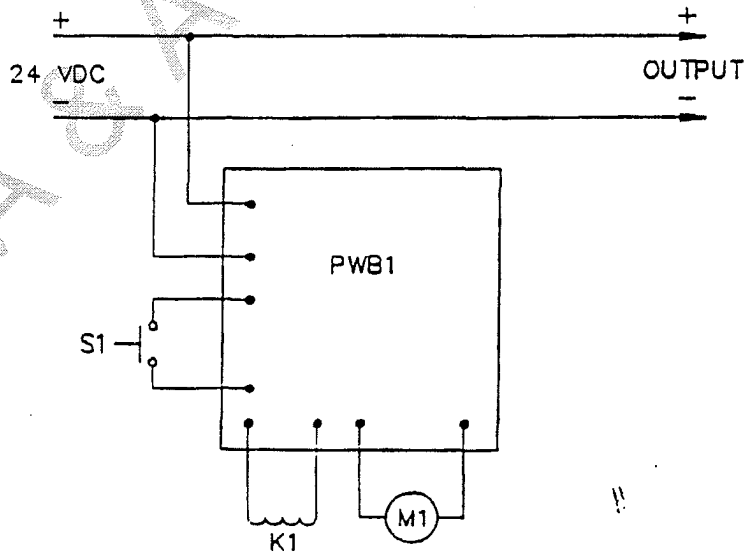 + +
24 VDC OUTPUT
- -
PWB1
S1
M1
K1